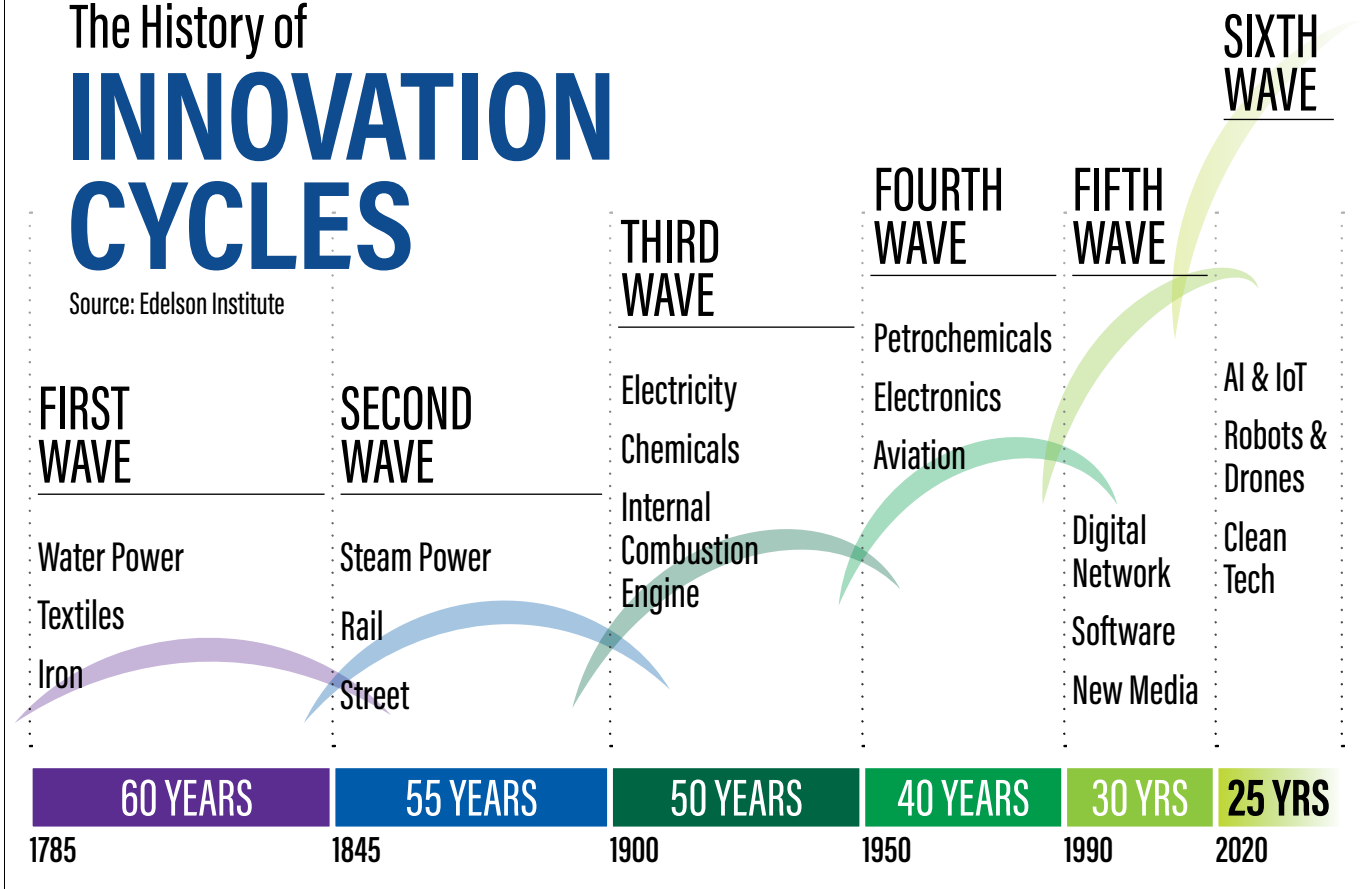 The History of
INNOVATION
CYCLES
Source: Edelson Institute
FIRST
WAVE
Water Power
Textiles
Iron
SECOND
WAVE
Steam Power
Rail
Street
THIRD
WAVE
Electricity
Chemicals
Internal
Combustion
Engine
FOURTH
WAVE
Petrochemicals
Electronics
Aviation
FIFTH
WAVE
Digital
Network
Software
New Media
SIXTH
WAVE
AI & IoT
Robots &
Drones
Clean
Tech
60 YEARS
55 YEARS
50 YEARS
40 YEARS
30 YRS
25 YRS
1785
1845
1900
1950
1990
2020